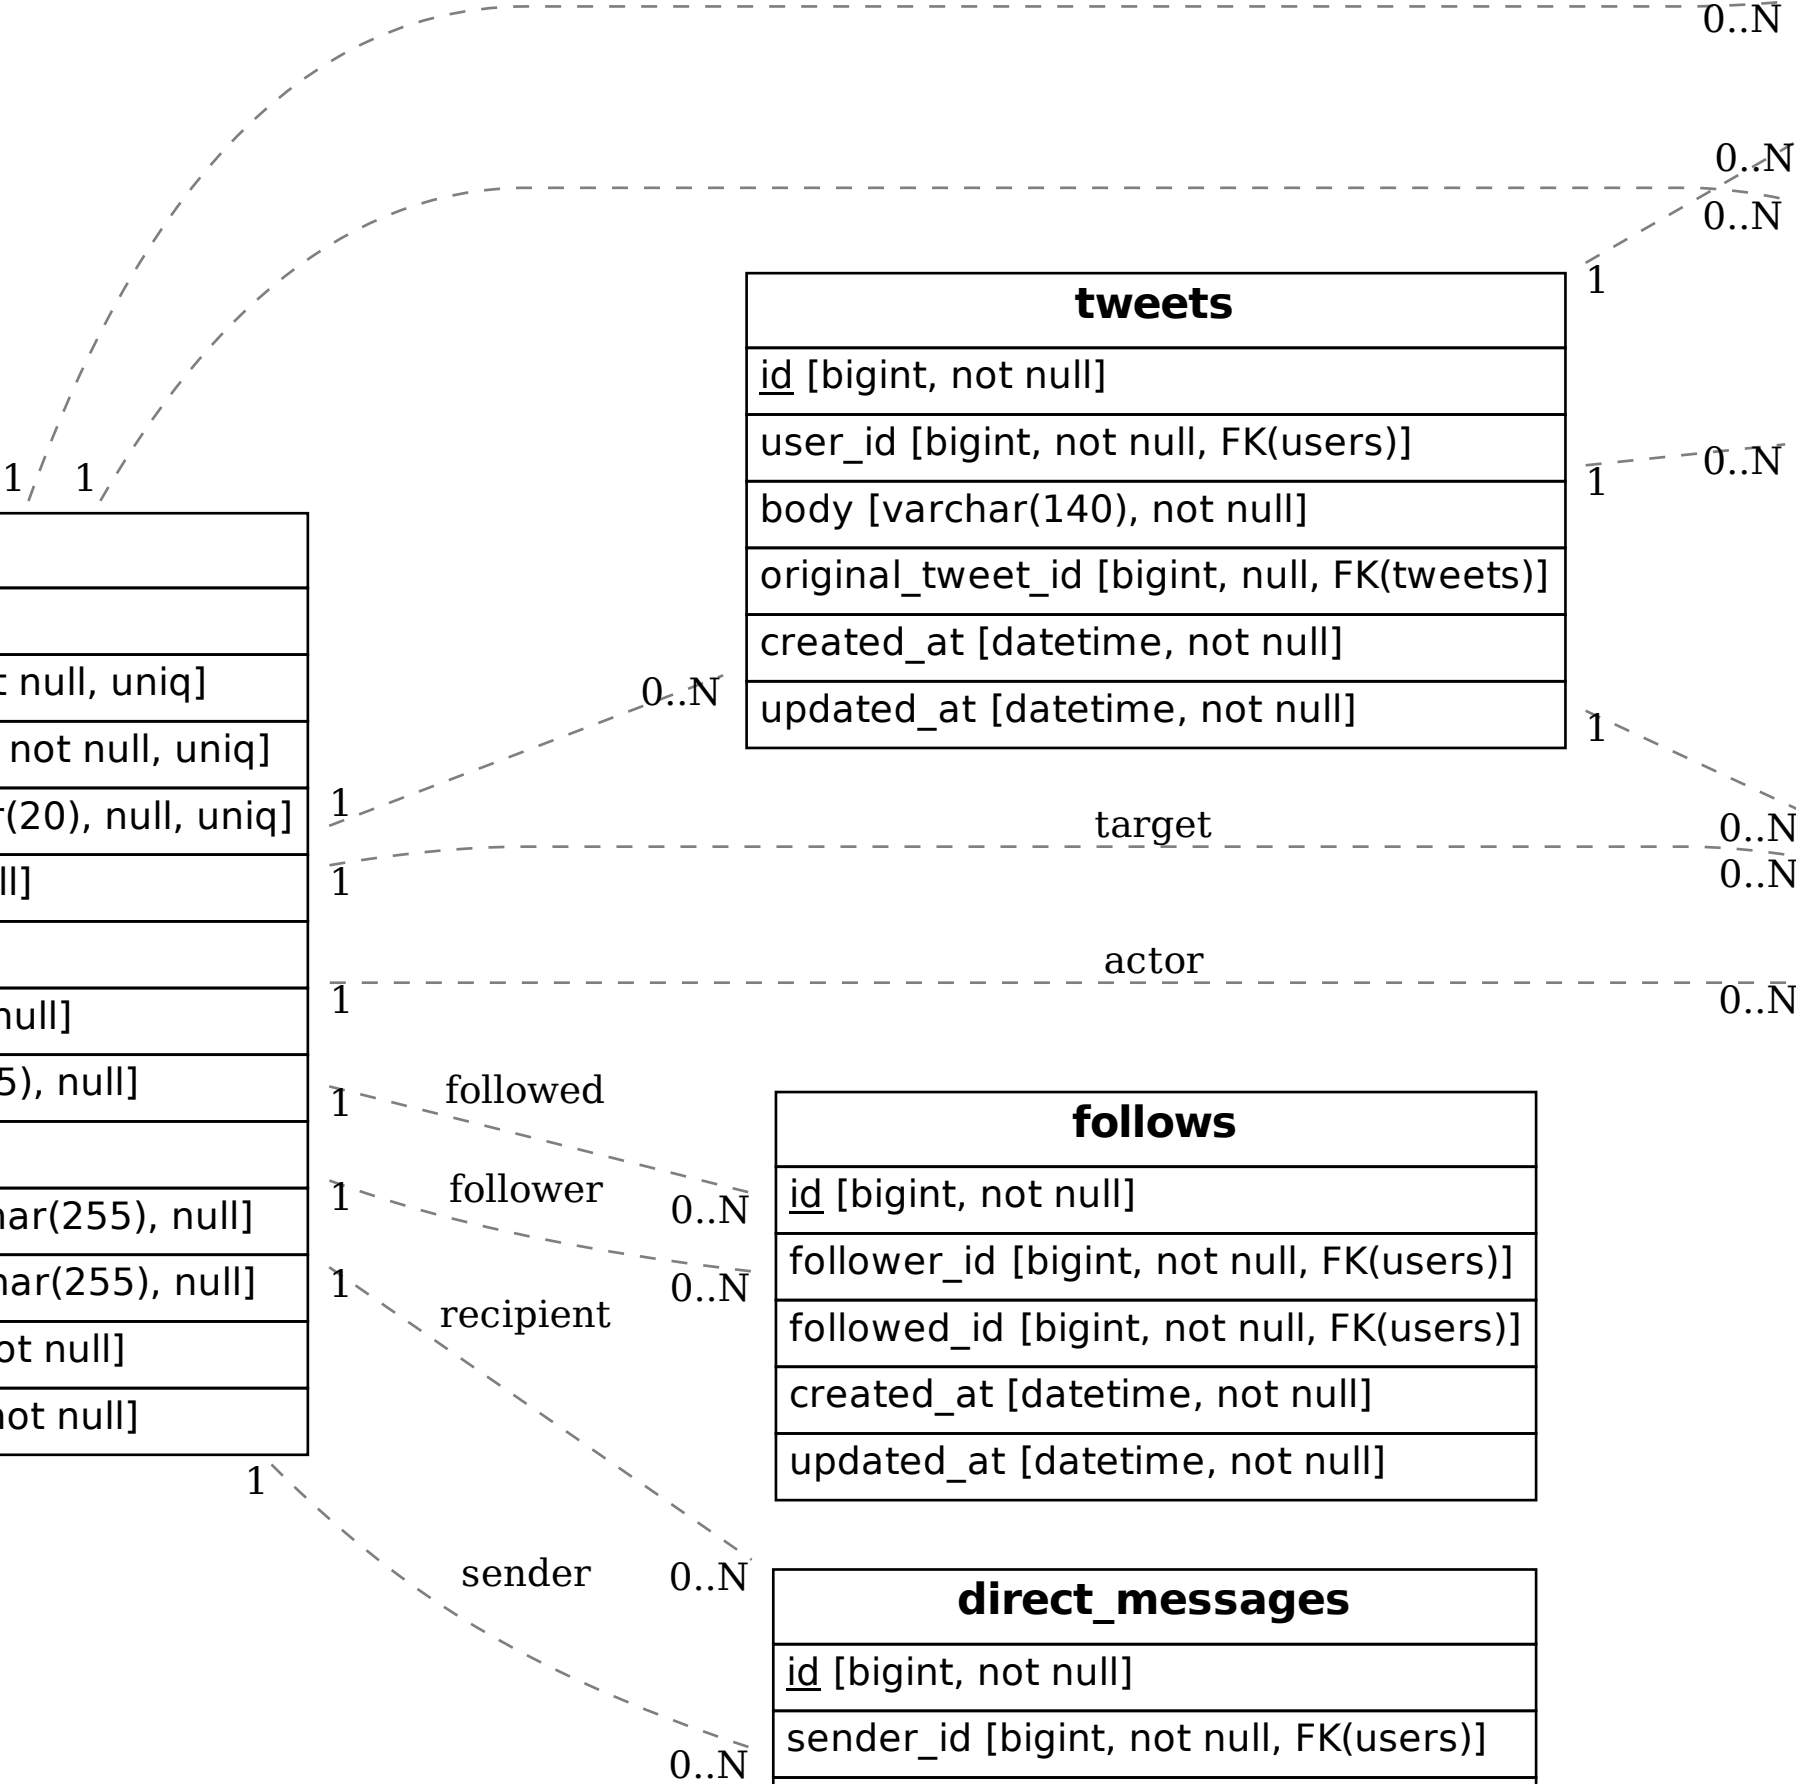 0..N
0..N
0..N
1
tweets
id [bigint, not null]
user_id [bigint, not null, FK(users)]
body [varchar(140), not null]
original_tweet_id [bigint, null, FK(tweets)]
created_at [datetime, not null]
updated_at [datetime, not null]
0..N
1
1
1
null, uniq]
not null, uniq]
(20), null, uniq]
null]
5), null]
(255), null]
(255), null]
null]
not null]
1
0..N
1
0..N
1
target
0..N
1
0..N
actor
1
0..N
followed
1
0..N
follower
1
0..N
follows
id [bigint, not null]
follower_id [bigint, not null, FK(users)]
followed_id [bigint, not null, FK(users)]
created_at [datetime, not null]
updated_at [datetime, not null]
1
recipient
0..N
1
sender
0..N
direct_messages
id [bigint, not null]
sender_id [bigint, not null, FK(users)]